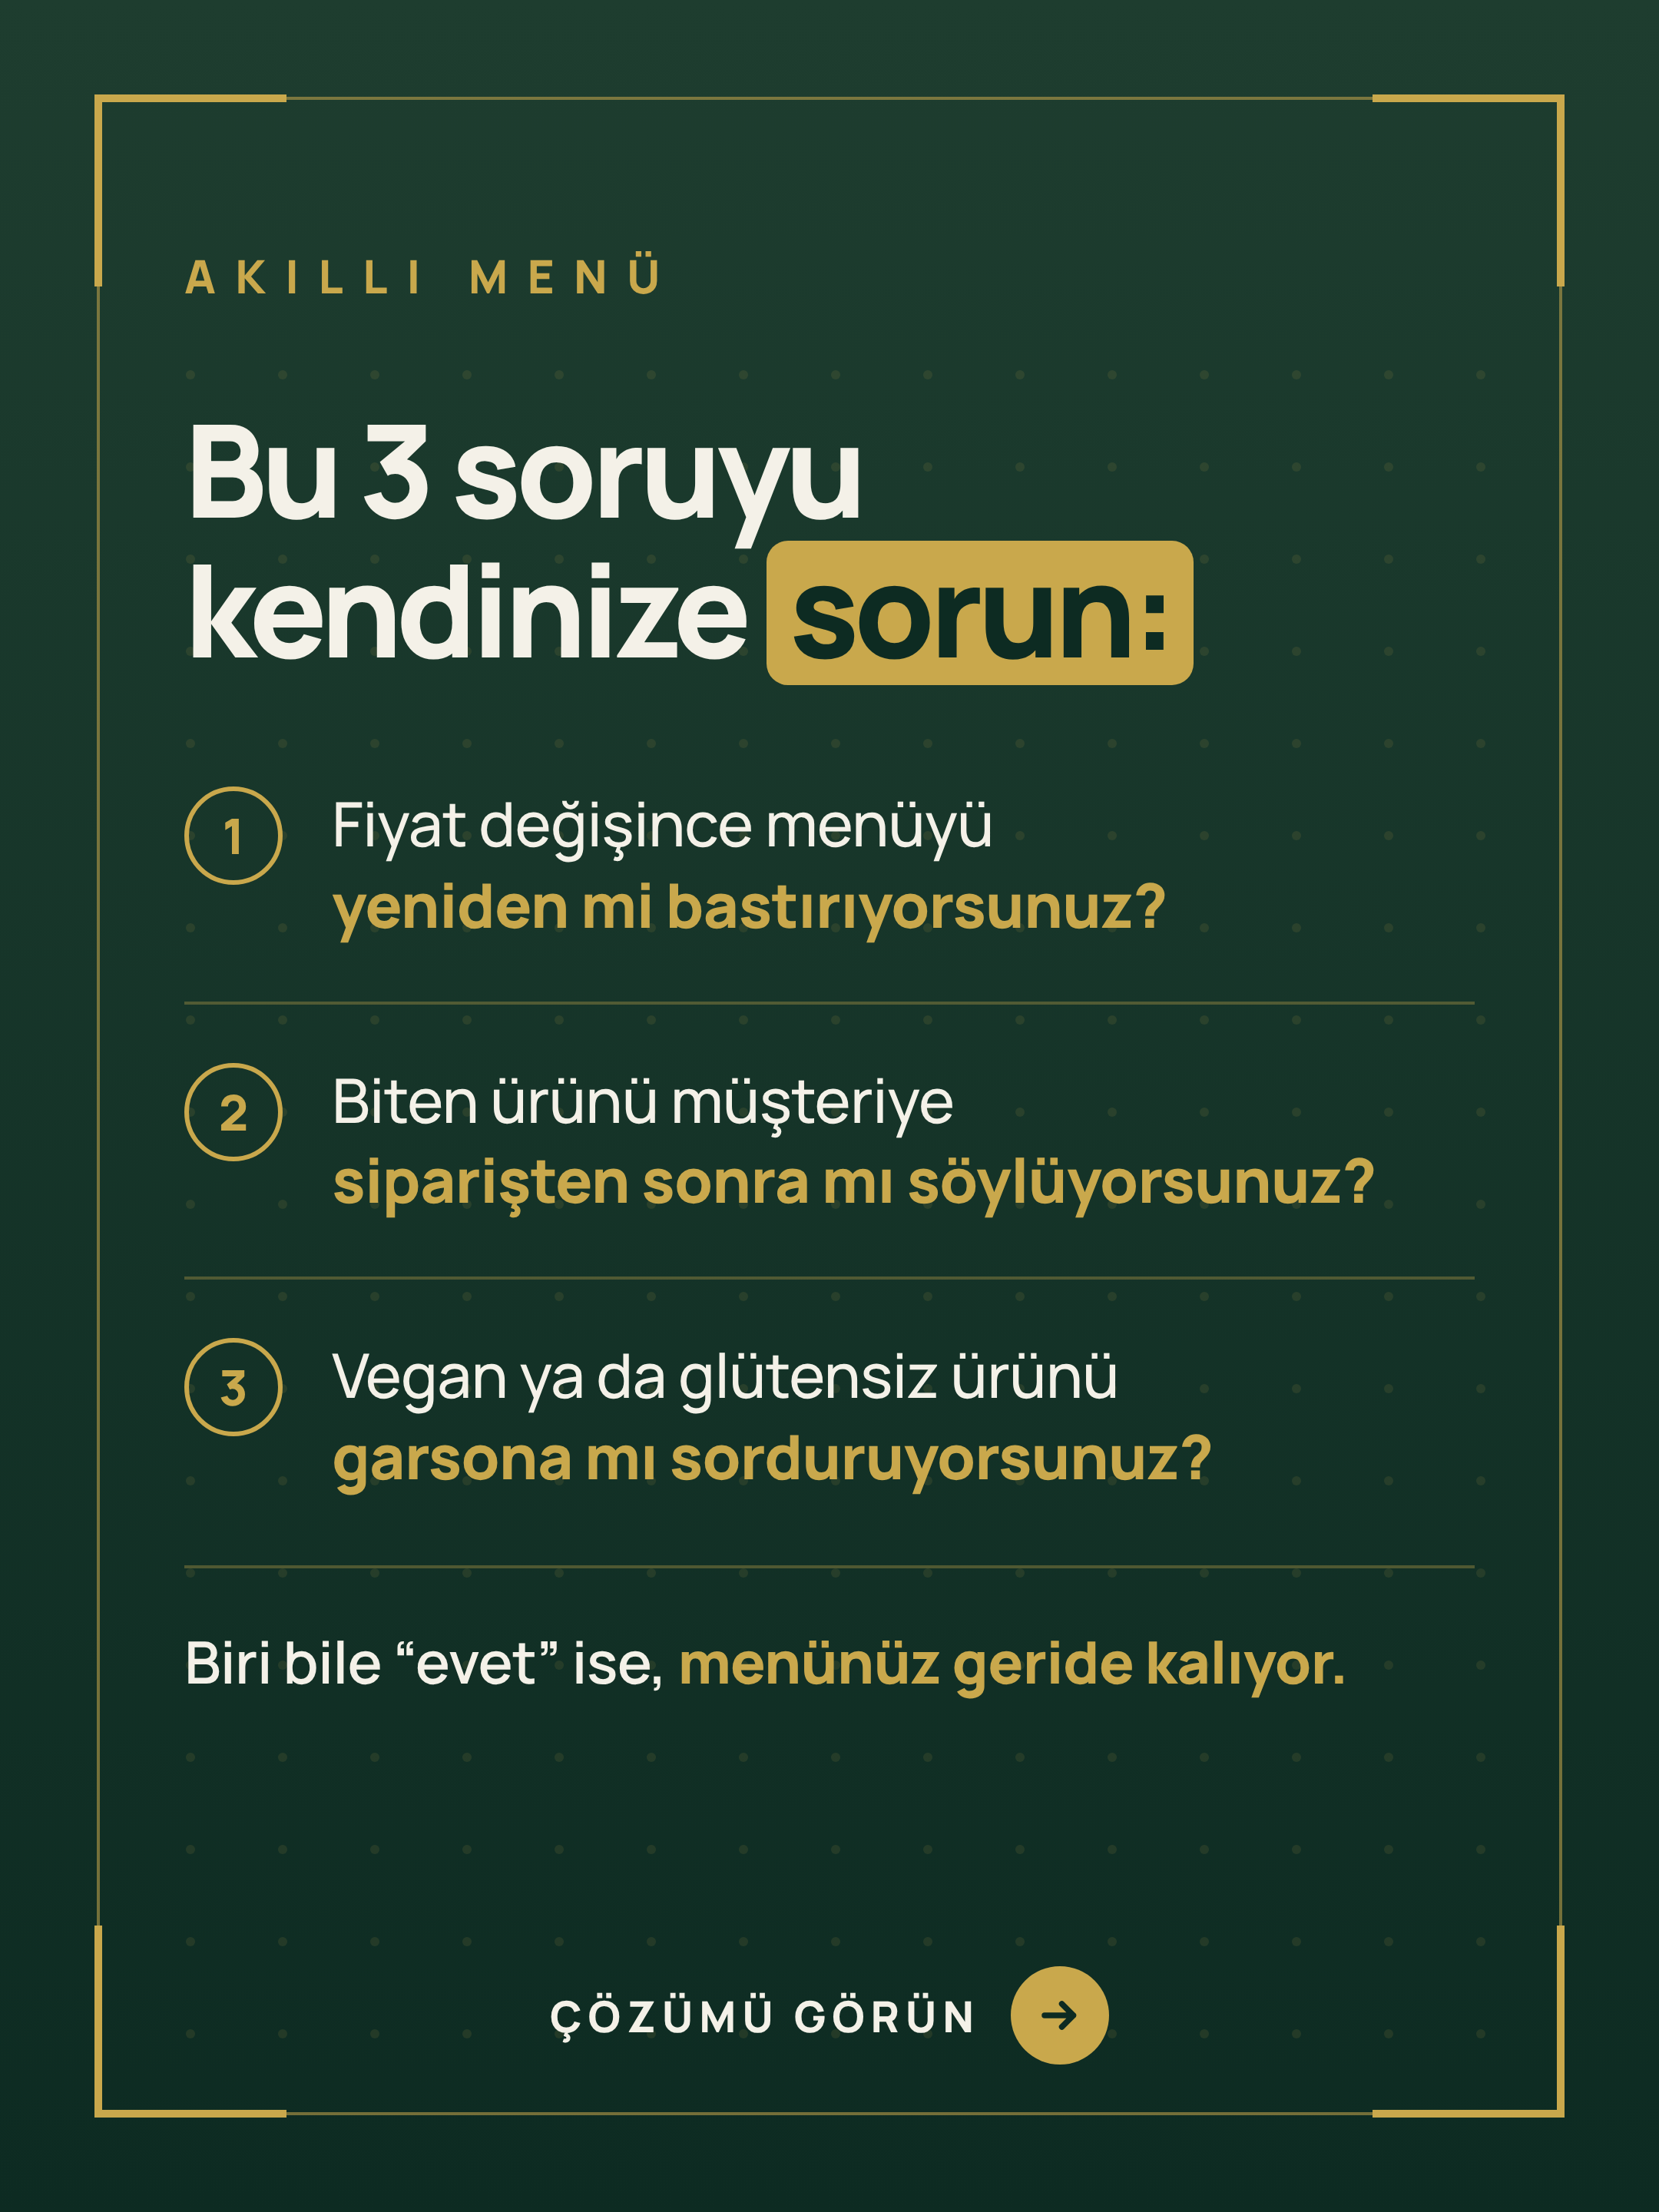 AKILLI MENÜ
Bu 3 soruyu
kendinize sorun:
1 Fiyat değişince menüyü
yeniden mi bastırıyorsunuz?
2 Biten ürünü müşteriye
siparişten sonra mı söylüyorsunuz?
3 Vegan ya da glütensiz ürünü
garsona mı sorduruyorsunuz?
Biri bile “evet” ise, menünüz geride kalıyor.
ÇÖZÜMÜ GÖRÜN